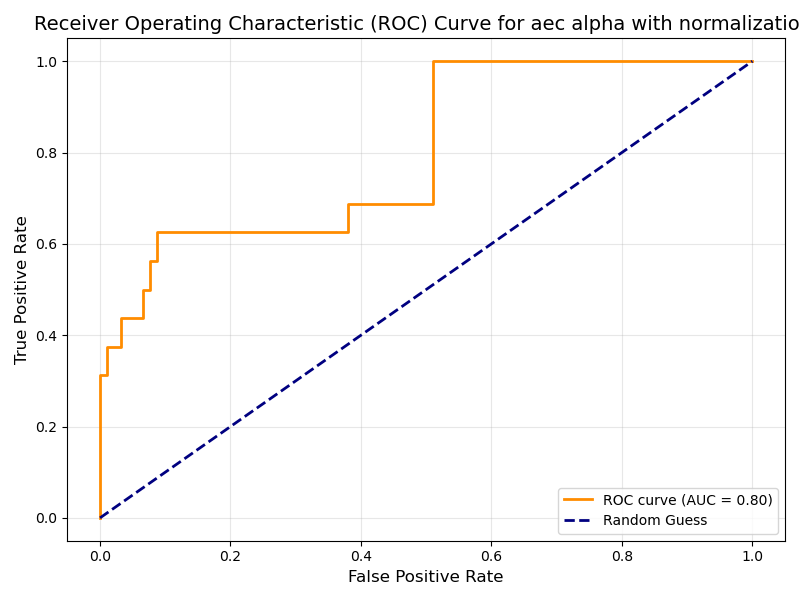 Receiver Operating Characteristic (ROC) Curve for aec alpha with normalizatio
1.0
0.8
0.6
0.4
0.2
0.0
True Positive Rate
0.0 0.2 0.4 0.6 0.8 1.0
False Positive Rate
ROC curve (AUC = 0.80)
Random Guess